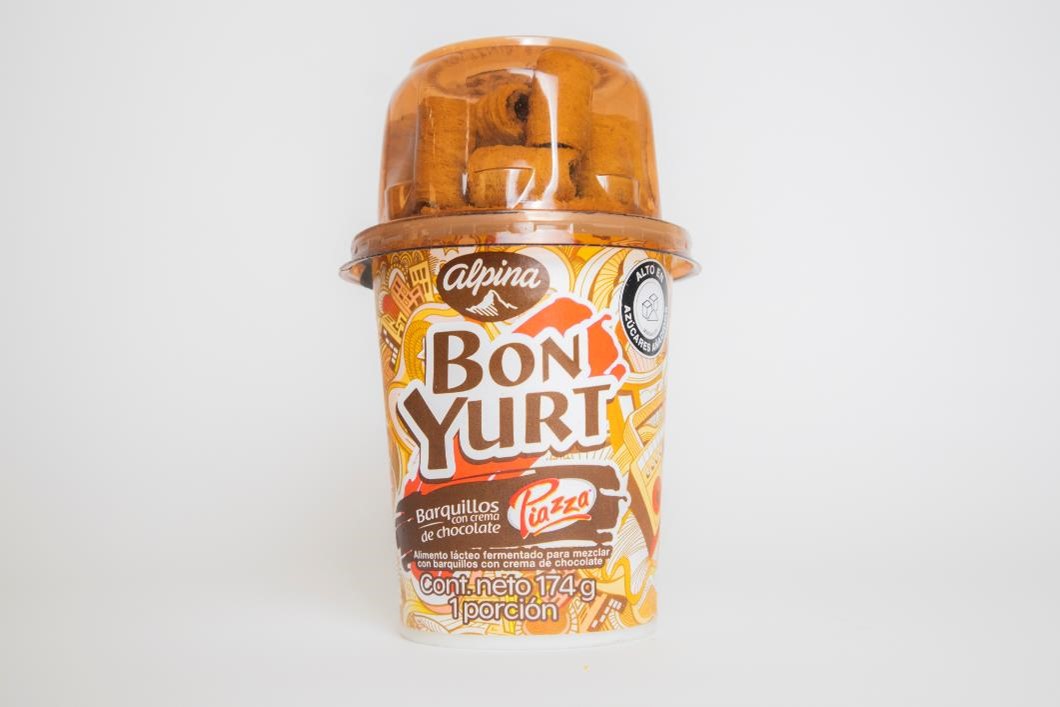 alpina
ALTO EN
AZÚCARES AÑA
BON
YURT
Barquillos
con crema
de chocolate
Piazza
Alimento lácteo fermentado para mezclar
con barquillos con crema de chocolate
Cont. neto 174 g
1 porción